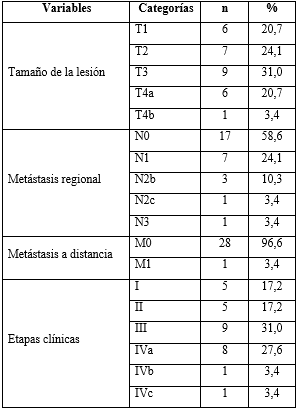 Variables Categorías n %
Tamaño de la lesión
T1 6 20,7
T2 7 24,1
T3 9 31,0
T4a 6 20,7
T4b 1 3,4
Metástasis regional
N0 17 58,6
N1 7 24,1
N2b 3 10,3
N2c 1 3,4
N3 1 3,4
Metástasis a distancia
M0 28 96,6
M1 1 3,4
Etapas clínicas
I 5 17,2
II 5 17,2
III 9 31,0
IVa 8 27,6
IVb 1 3,4
IVc 1 3,4